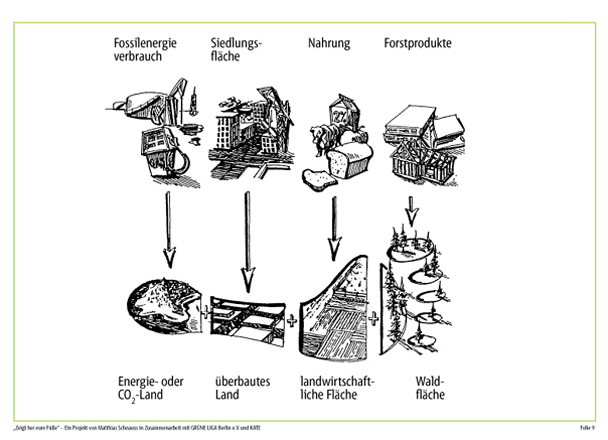 Fossilenergie
verbrauch
Siedlungs-
fläche
Nahrung
Forstprodukte
Energie- oder
CO₂-Land
überbautes
Land
landwirtschaft-
liche Fläche
Wald-
fläche
„Zeigt her eure Füße“ - Ein Projekt von Matthias Schnauss in Zusammenarbeit mit GRÜNE LIGA Berlin e.V. und KATE
Folie 9